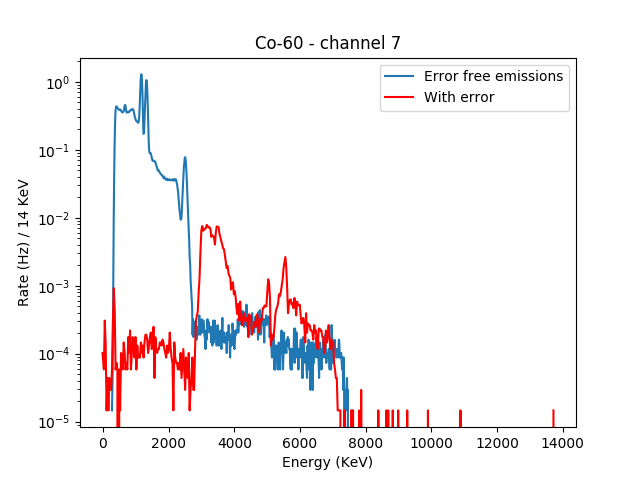 Co-60 - channel 7
Error free emissions
With error
Rate (Hz) / 14 KeV
10⁰
10⁻¹
10⁻²
10⁻³
10⁻⁴
10⁻⁵
0 2000 4000 6000 8000 10000 12000 14000
Energy (KeV)